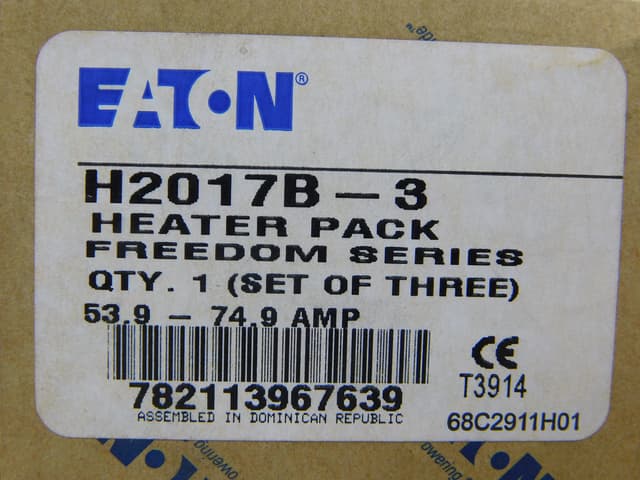 EATON®
H2017B - 3
HEATER PACK
FREEDOM SERIES
QTY. 1 (SET OF THREE)
53.9 - 74.9 AMP
782113967639
ASSEMBLED IN DOMINICAN REPUBLIC
CE
T3914
68C2911H01